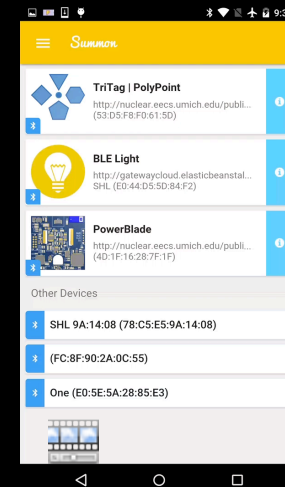 9:3
Summon
TriTag | PolyPoint
http://nuclear.eecs.umich.edu/publi...
(53:D5:F8:F0:61:5D)
BLE Light
http://gatewaycloud.elasticbeanstal...
SHL (E0:44:D5:5D:84:F2)
PowerBlade
http://nuclear.eecs.umich.edu/publi...
(4D:1F:16:28:7F:1F)
Other Devices
SHL 9A:14:08 (78:C5:E5:9A:14:08)
(FC:8F:90:2A:0C:55)
One (E0:5E:5A:28:85:E3)